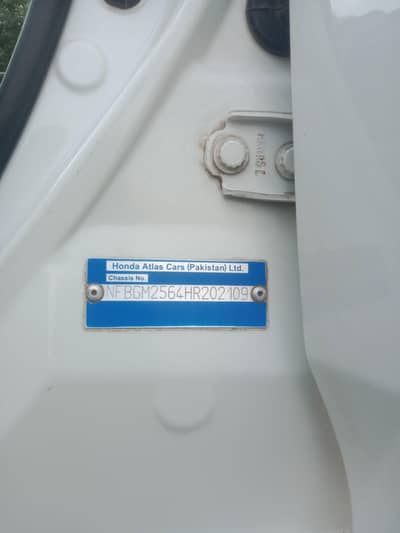 Honda Atlas Cars (Pakistan) Ltd.
Chassis No.
NFBGM2564HR202109